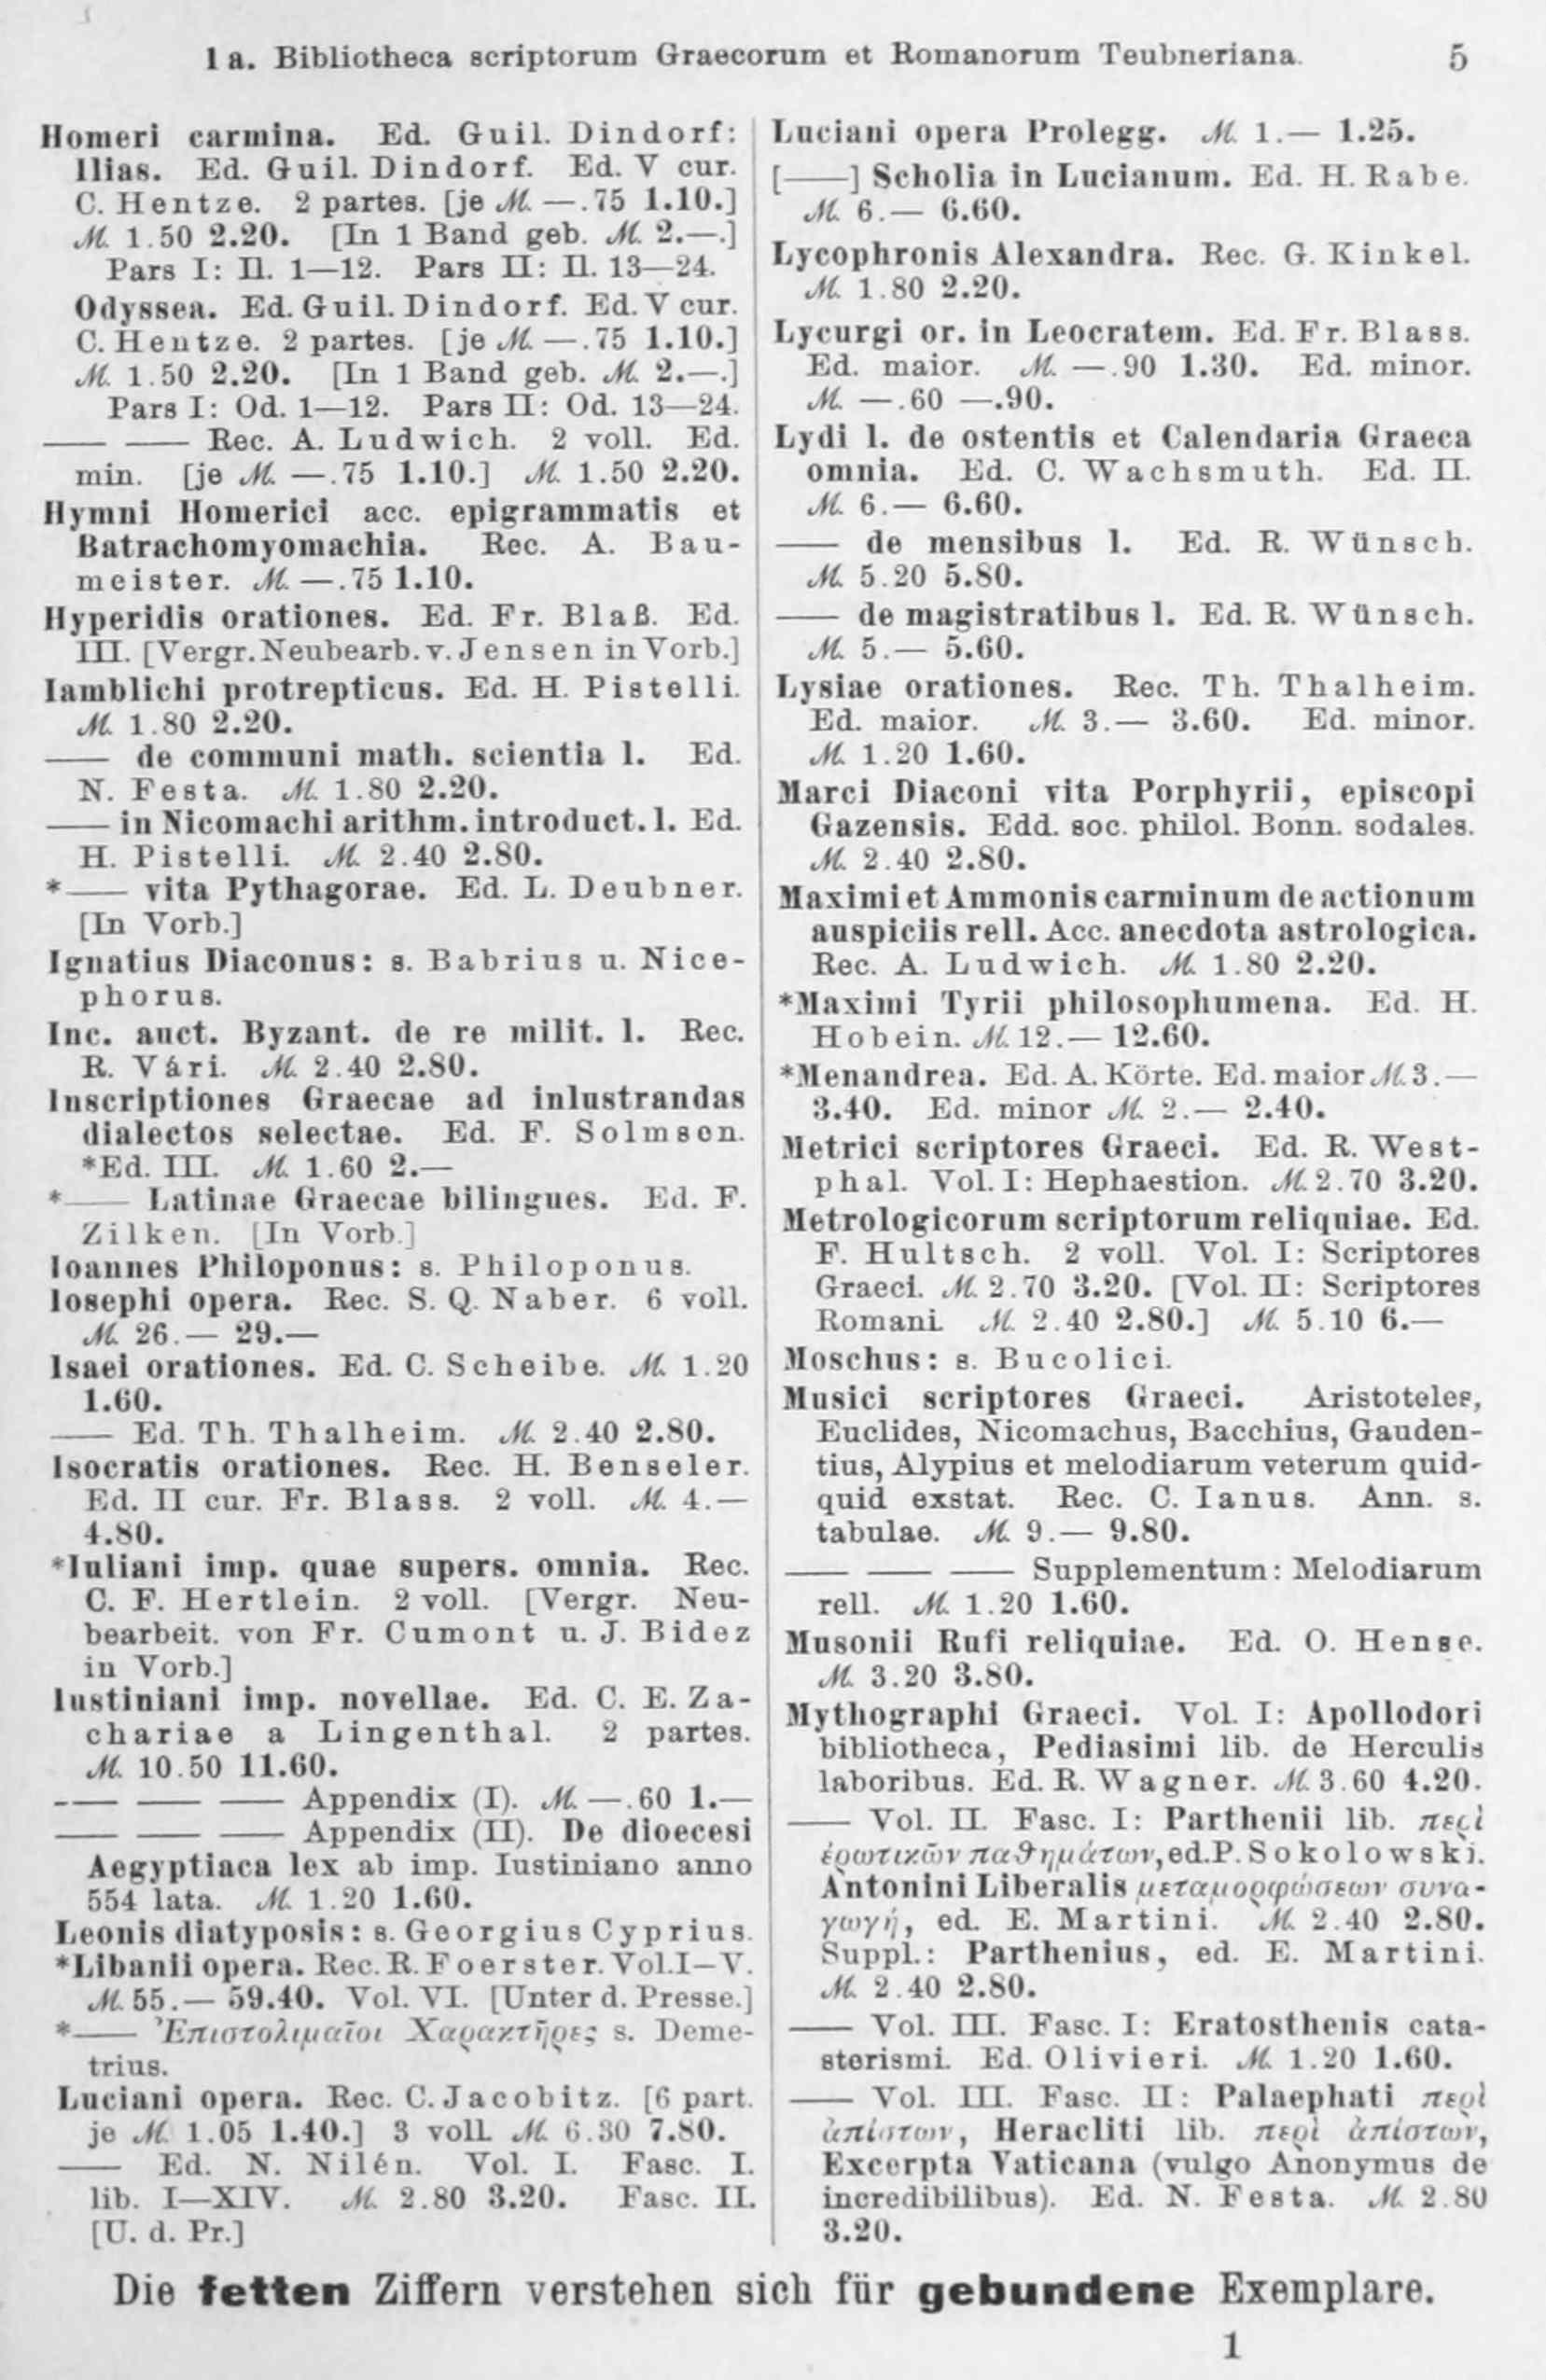 1 a. Bibliotheca scriptorum Graecorum et Romanorum Teubneriana. 5
Homeri carmina. Ed. Guil. Dindorf:
Ilias. Ed. Guil. Dindorf. Ed. V cur.
C. Hentze. 2 partes. [je M. —.75 1.10.]
M. 1.50 2.20. [In 1 Band geb. M. 2.—.]
Pars I: Il. 1—12. Pars II: Il. 13—24.
Odyssea. Ed. Guil. Dindorf. Ed. V cur.
C. Hentze. 2 partes. [je M. —.75 1.10.]
M. 1.50 2.20. [In 1 Band geb. M. 2.—.]
Pars I: Od. 1—12. Pars II: Od. 13—24.
—— —— Rec. A. Ludwich. 2 voll. Ed.
min. [je M. —.75 1.10.] M. 1.50 2.20.
Hymni Homerici acc. epigrammatis et
Batrachomyomachia. Rec. A. Bau-
meister. M. —.75 1.10.
Hyperidis orationes. Ed. Fr. Blaß. Ed.
III. [Vergr. Neubearb. v. Jensen in Vorb.]
Iamblichi protrepticus. Ed. H. Pistelli.
M. 1.80 2.20.
—— de communi math. scientia l. Ed.
N. Festa. M. 1.80 2.20.
—— in Nicomachi arithm. introduct. l. Ed.
H. Pistelli. M. 2.40 2.80.
*—— vita Pythagorae. Ed. L. Deubner.
[In Vorb.]
Ignatius Diaconus: s. Babrius u. Nice-
phorus.
Inc. auct. Byzant. de re milit. l. Rec.
R. Vári. M. 2.40 2.80.
Inscriptiones Graecae ad inlustrandas
dialectos selectae. Ed. F. Solmsen.
*Ed. III. M. 1.60 2.—
*—— Latinae Graecae bilingues. Ed. F.
Zilken. [In Vorb.]
Ioannes Philoponus: s. Philoponus.
Iosephi opera. Rec. S. Q. Naber. 6 voll.
M. 26.— 29.—
Isaei orationes. Ed. C. Scheibe. M. 1.20
1.60.
—— Ed. Th. Thalheim. M. 2.40 2.80.
Isocratis orationes. Rec. H. Benseler.
Ed. II cur. Fr. Blass. 2 voll. M. 4.—
4.80.
*Iuliani imp. quae supers. omnia. Rec.
C. F. Hertlein. 2 voll. [Vergr. Neu-
bearbeit. von Fr. Cumont u. J. Bidez
in Vorb.]
Iustiniani imp. novellae. Ed. C. E. Za-
chariae a Lingenthal. 2 partes.
M. 10.50 11.60.
—— —— —— Appendix (I). M. —.60 1.—
—— —— —— Appendix (II). De dioecesi
Aegyptiaca lex ab imp. Iustiniano anno
554 lata. M. 1.20 1.60.
Leonis diatyposis: s. Georgius Cyprius.
*Libanii opera. Rec. R. Foerster. Vol. I—V.
M. 55.— 59.40. Vol. VI. [Unter d. Presse.]
*—— Ἐπιστολιμαῖοι Χαρακτῆρες s. Deme-
trius.
Luciani opera. Rec. C. Jacobitz. [6 part.
je M. 1.05 1.40.] 3 voll. M. 6.30 7.80.
—— Ed. N. Nilén. Vol. I. Fasc. I.
lib. I—XIV. M. 2.80 3.20. Fasc. II.
[U. d. Pr.]
Luciani opera Prolegg. M. 1.— 1.25.
[——] Scholia in Lucianum. Ed. H. Rabe.
M. 6.— 6.60.
Lycophronis Alexandra. Rec. G. Kinkel.
M. 1.80 2.20.
Lycurgi or. in Leocratem. Ed. Fr. Blass.
Ed. maior. M. —.90 1.30. Ed. minor.
M. —.60 —.90.
Lydi l. de ostentis et Calendaria Graeca
omnia. Ed. C. Wachsmuth. Ed. II.
M. 6.— 6.60.
—— de mensibus l. Ed. R. Wünsch.
M. 5.20 5.80.
—— de magistratibus l. Ed. R. Wünsch.
M. 5.— 5.60.
Lysiae orationes. Rec. Th. Thalheim.
Ed. maior. M. 3.— 3.60. Ed. minor.
M. 1.20 1.60.
Marci Diaconi vita Porphyrii, episcopi
Gazensis. Edd. soc. philol. Bonn. sodales.
M. 2.40 2.80.
Maximi et Ammonis carminum de actionum
auspiciis rell. Acc. anecdota astrologica.
Rec. A. Ludwich. M. 1.80 2.20.
*Maximi Tyrii philosophumena. Ed. H.
Hobein. M. 12.— 12.60.
*Menandrea. Ed. A. Körte. Ed. maior M. 3.—
3.40. Ed. minor M. 2.— 2.40.
Metrici scriptores Graeci. Ed. R. West-
phal. Vol. I: Hephaestion. M. 2.70 3.20.
Metrologicorum scriptorum reliquiae. Ed.
F. Hultsch. 2 voll. Vol. I: Scriptores
Graeci. M. 2.70 3.20. [Vol. II: Scriptores
Romani. M. 2.40 2.80.] M. 5.10 6.—
Moschus: s. Bucolici.
Musici scriptores Graeci. Aristoteles,
Euclides, Nicomachus, Bacchius, Gauden-
tius, Alypius et melodiarum veterum quid-
quid exstat. Rec. C. Ianus. Ann. s.
tabulae. M. 9.— 9.80.
—— —— —— Supplementum: Melodiarum
rell. M. 1.20 1.60.
Musonii Rufi reliquiae. Ed. O. Hense.
M. 3.20 3.80.
Mythographi Graeci. Vol. I: Apollodori
bibliotheca, Pediasimi lib. de Herculis
laboribus. Ed. R. Wagner. M. 3.60 4.20.
—— Vol. II. Fasc. I: Parthenii lib. περὶ
ἐρωτικῶν παθημάτων, ed. P. Sokolowski.
Antonini Liberalis μεταμορφώσεων συνα-
γωγή, ed. E. Martini. M. 2.40 2.80.
Suppl.: Parthenius, ed. E. Martini.
M. 2.40 2.80.
—— Vol. III. Fasc. I: Eratosthenis cata-
sterismi. Ed. Olivieri. M. 1.20 1.60.
—— Vol. III. Fasc. II: Palaephati περὶ
ἀπίστων, Heracliti lib. περὶ ἀπίστων,
Excerpta Vaticana (vulgo Anonymus de
incredibilibus). Ed. N. Festa. M. 2.80
3.20.
Die fetten Ziffern verstehen sich für gebundene Exemplare.
1